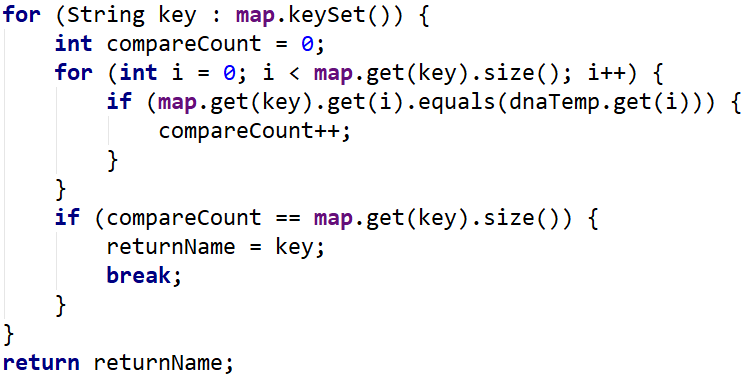 for (String key : map.keySet()) {
    int compareCount = 0;
    for (int i = 0; i < map.get(key).size(); i++) {
        if (map.get(key).get(i).equals(dnaTemp.get(i))) {
            compareCount++;
        }
    }
    if (compareCount == map.get(key).size()) {
        returnName = key;
        break;
    }
}
return returnName;